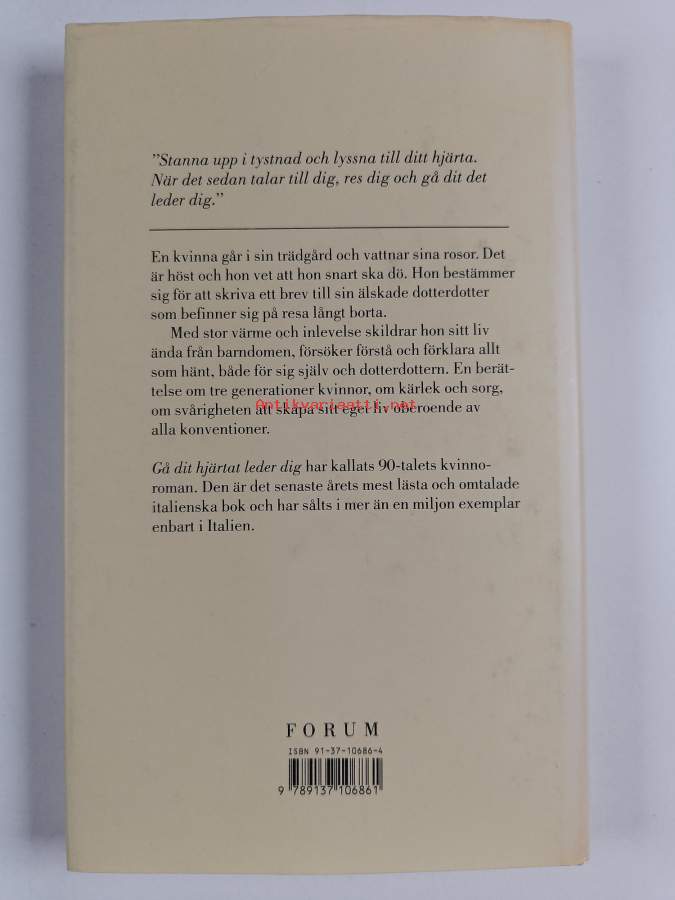 "Stanna upp i tystnad och lyssna till ditt hjärta.
När det sedan talar till dig, res dig och gå dit det
leder dig."
En kvinna går i sin trädgård och vattnar sina rosor. Det
är höst och hon vet att hon snart ska dö. Hon bestämmer
sig för att skriva ett brev till sin älskade dotterdotter
som befinner sig på resa långt borta.
Med stor värme och inlevelse skildrar hon sitt liv
ända från barndomen, försöker förstå och förklara allt
som hänt, både för sig själv och dotterdottern. En berät-
telse om tre generationer kvinnor, om kärlek och sorg,
om svårigheten att skapa sitt eget liv oberoende av
Antikvariaatti.net
alla konventioner.
Gå dit hjärtat leder dig har kallats 90-talets kvinno-
roman. Den är det senaste årets mest lästa och omtalade
italienska bok och har sålts i mer än en miljon exemplar
enbart i Italien.
FORUM
ISBN 91-37-10686-4
9 789137 106861